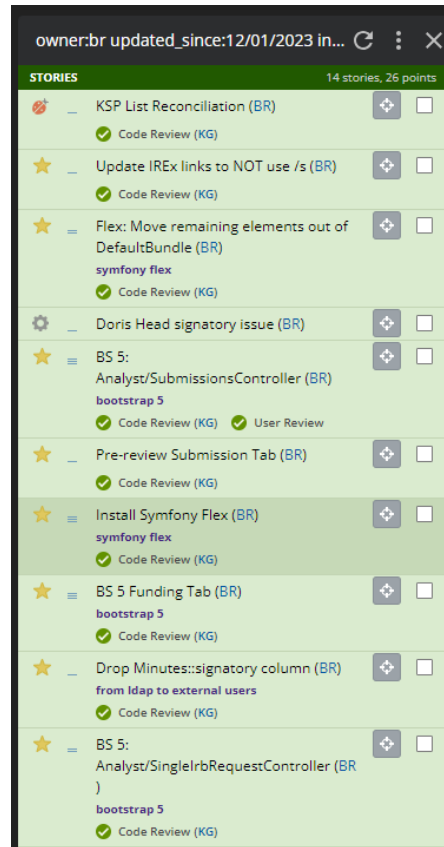 owner:br updated_since:12/01/2023 in...
STORIES 14 stories, 26 points
KSP List Reconciliation (BR)
Code Review (KG)
Update IREx links to NOT use /s (BR)
Code Review (KG)
Flex: Move remaining elements out of
DefaultBundle (BR)
symfony flex
Code Review (KG)
Doris Head signatory issue (BR)
BS 5:
Analyst/SubmissionsController (BR)
bootstrap 5
Code Review (KG) User Review
Pre-review Submission Tab (BR)
Code Review (KG)
Install Symfony Flex (BR)
symfony flex
Code Review (KG)
BS 5 Funding Tab (BR)
bootstrap 5
Code Review (KG)
Drop Minutes::signatory column (BR)
from ldap to external users
Code Review (KG)
BS 5:
Analyst/SingleIrbRequestController (BR
)
bootstrap 5
Code Review (KG)